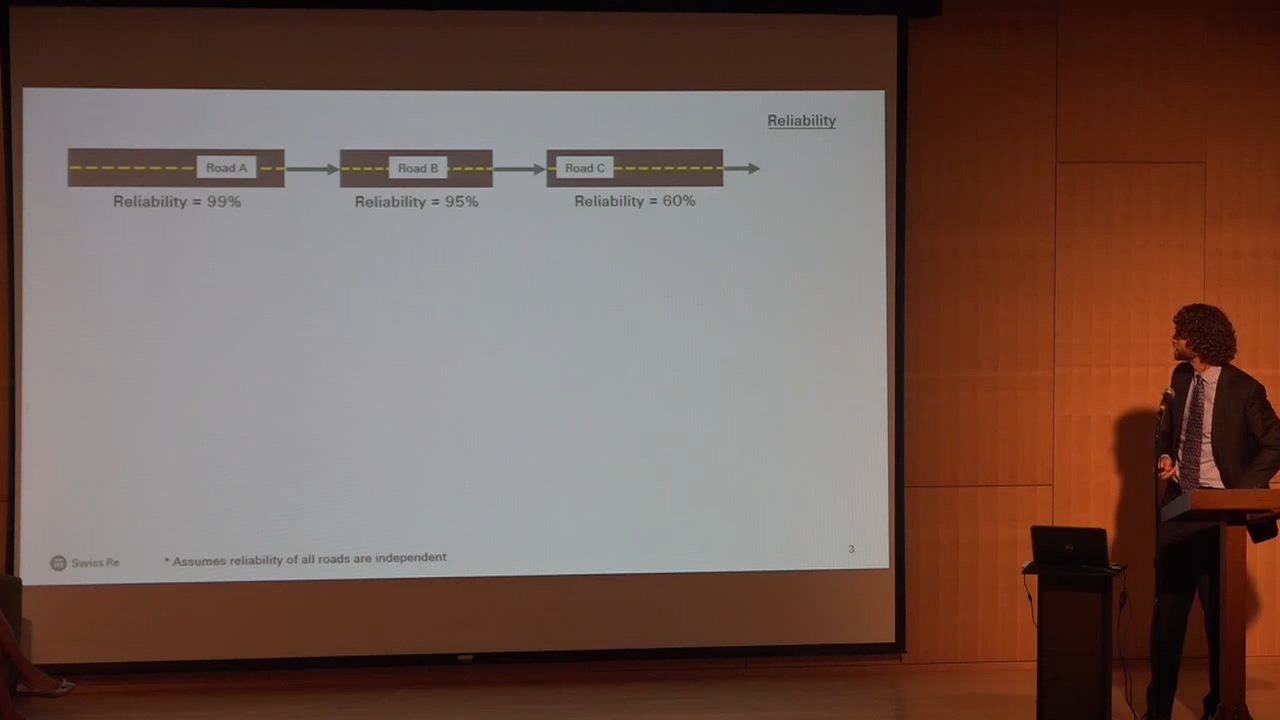 Reliability
Road A
Road B
Road C
Reliability = 99%
Reliability = 95%
Reliability = 60%
Swiss Re
* Assumes reliability of all roads are independent
3